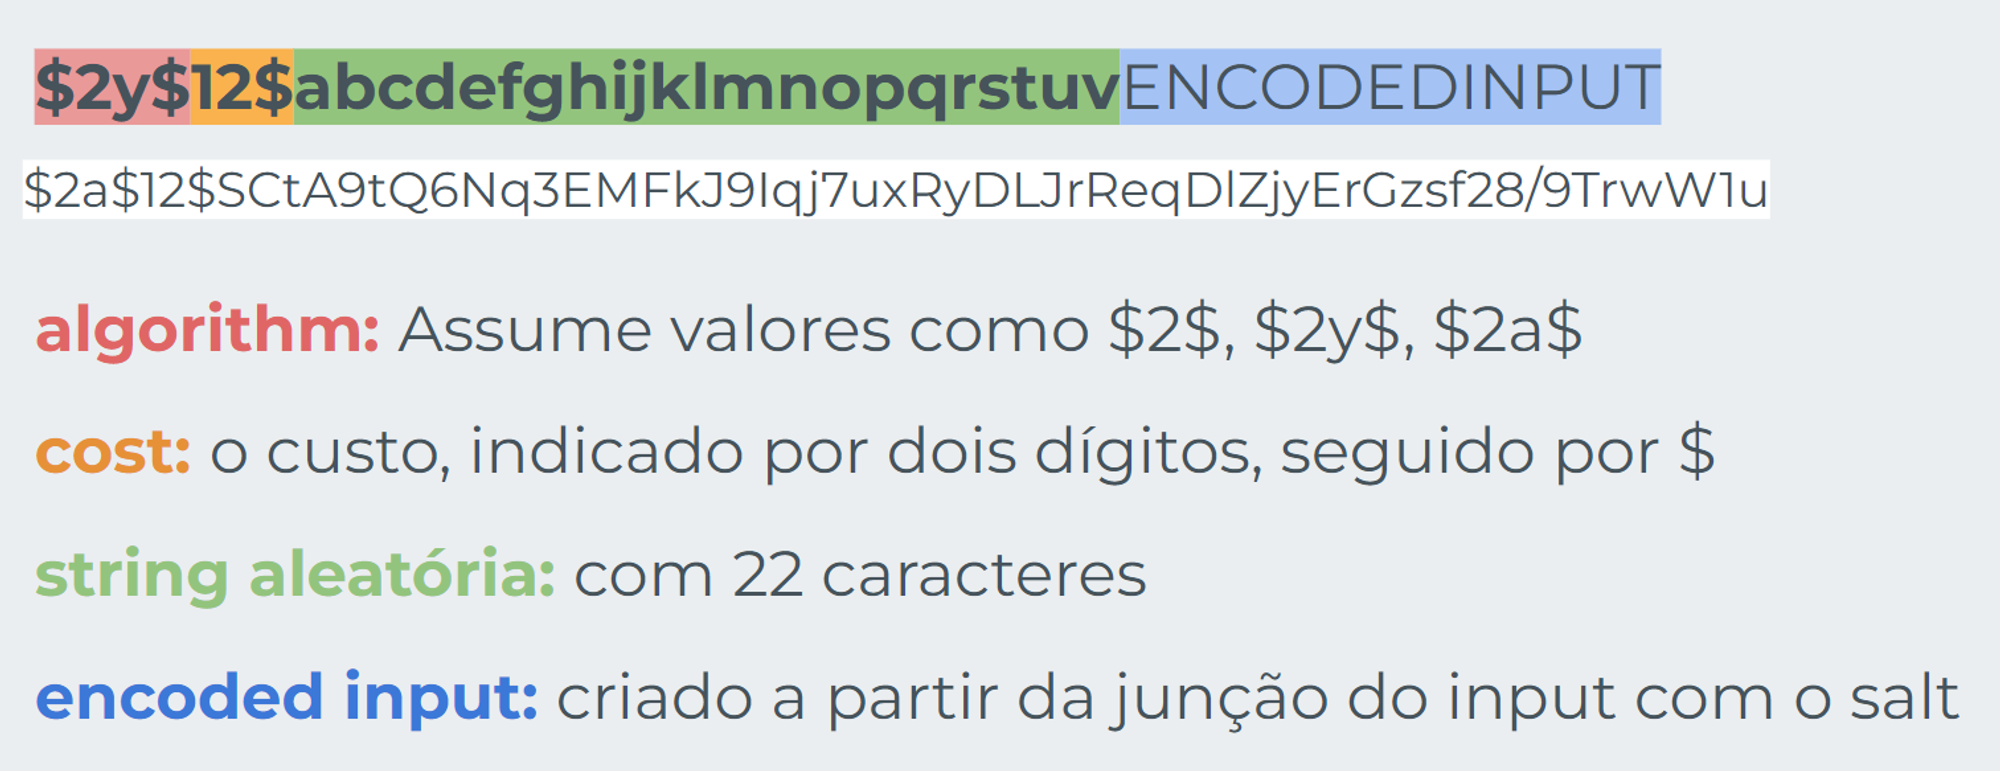 $2y$12$abcdefghijklmnopqrstuvENCODEDINPUT
$2a$12$SCtA9tQ6Nq3EMFkJ9Iqj7uxRyDLJrReqDlZjyErGzsf28/9TrwW1u
algorithm: Assume valores como $2$, $2y$, $2a$
cost: o custo, indicado por dois dígitos, seguido por $
string aleatória: com 22 caracteres
encoded input: criado a partir da junção do input com o salt